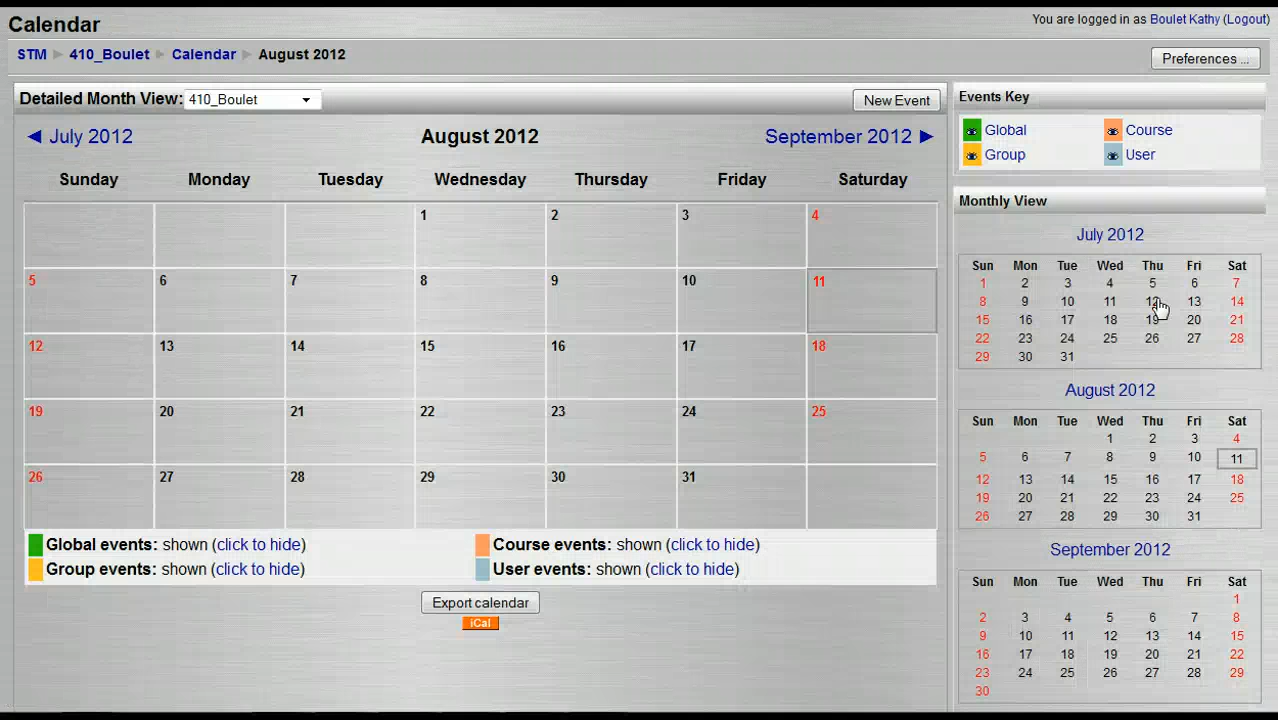 Calendar
You are logged in as Boulet Kathy (Logout)
STM ► 410_Boulet ► Calendar ► August 2012
Preferences ...
Detailed Month View: 410_Boulet
New Event
◄ July 2012 August 2012 September 2012 ►
Sunday Monday Tuesday Wednesday Thursday Friday Saturday
1 2 3 4
5 6 7 8 9 10 11
12 13 14 15 16 17 18
19 20 21 22 23 24 25
26 27 28 29 30 31
Global events: shown (click to hide) Course events: shown (click to hide)
Group events: shown (click to hide) User events: shown (click to hide)
Export calendar
iCal
Events Key
Global Course
Group User
Monthly View
July 2012
Sun Mon Tue Wed Thu Fri Sat
1 2 3 4 5 6 7
8 9 10 11 12 13 14
15 16 17 18 19 20 21
22 23 24 25 26 27 28
29 30 31
August 2012
Sun Mon Tue Wed Thu Fri Sat
1 2 3 4
5 6 7 8 9 10 11
12 13 14 15 16 17 18
19 20 21 22 23 24 25
26 27 28 29 30 31
September 2012
Sun Mon Tue Wed Thu Fri Sat
1
2 3 4 5 6 7 8
9 10 11 12 13 14 15
16 17 18 19 20 21 22
23 24 25 26 27 28 29
30